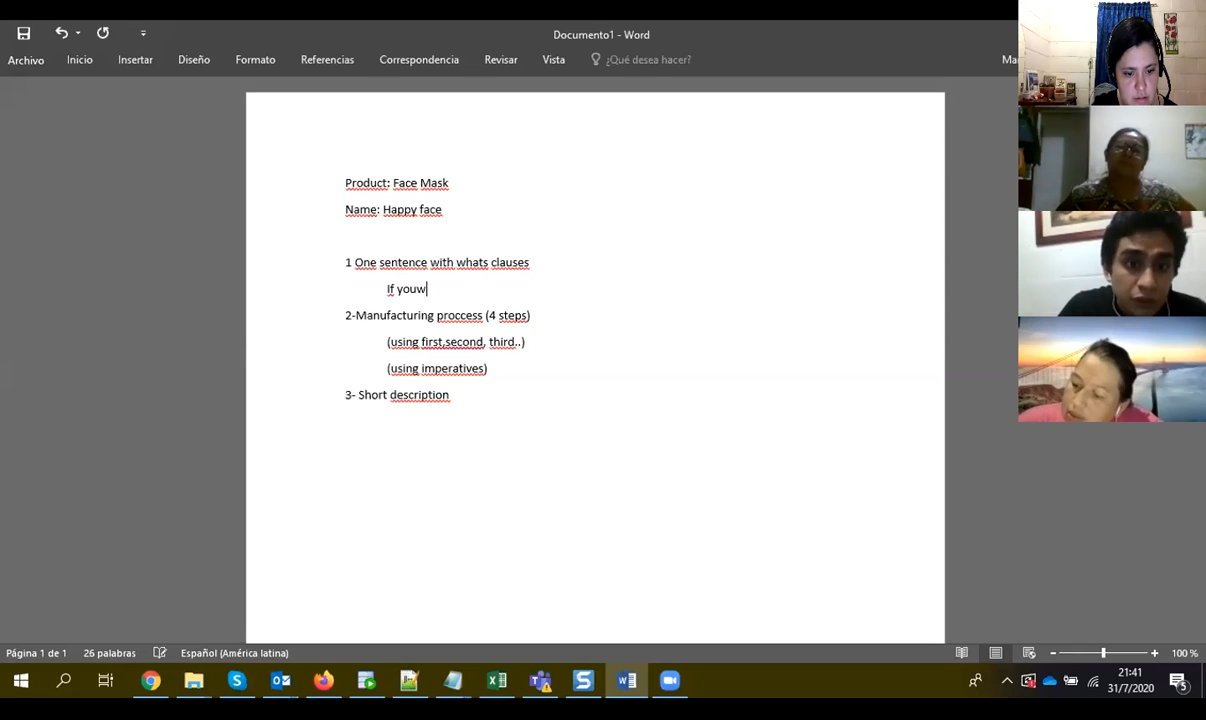 Documento1 - Word
Archivo Inicio Insertar Diseño Formato Referencias Correspondencia Revisar Vista ¿Qué desea hacer?
Product: Face Mask
Name: Happy face
1 One sentence with whats clauses
If youw
2-Manufacturing proccess (4 steps)
(using first,second, third..)
(using imperatives)
3- Short description
Página 1 de 1 26 palabras Español (América latina) 100 %
21:41
31/7/2020
5